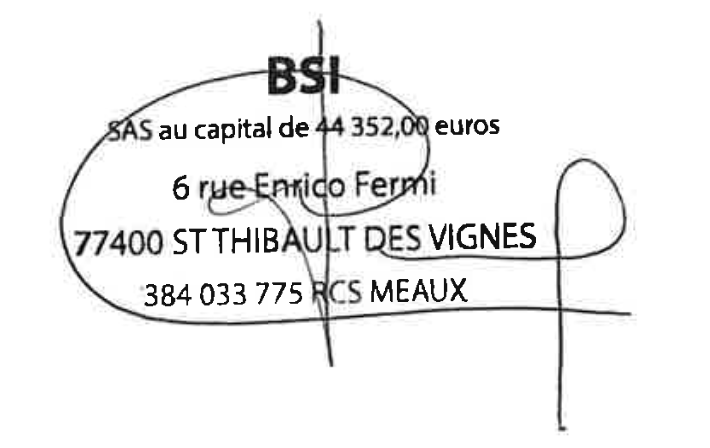 BSI
SAS au capital de 44 352,00 euros
6 rue Enrico Fermi
77400 ST THIBAULT DES VIGNES
384 033 775 RCS MEAUX